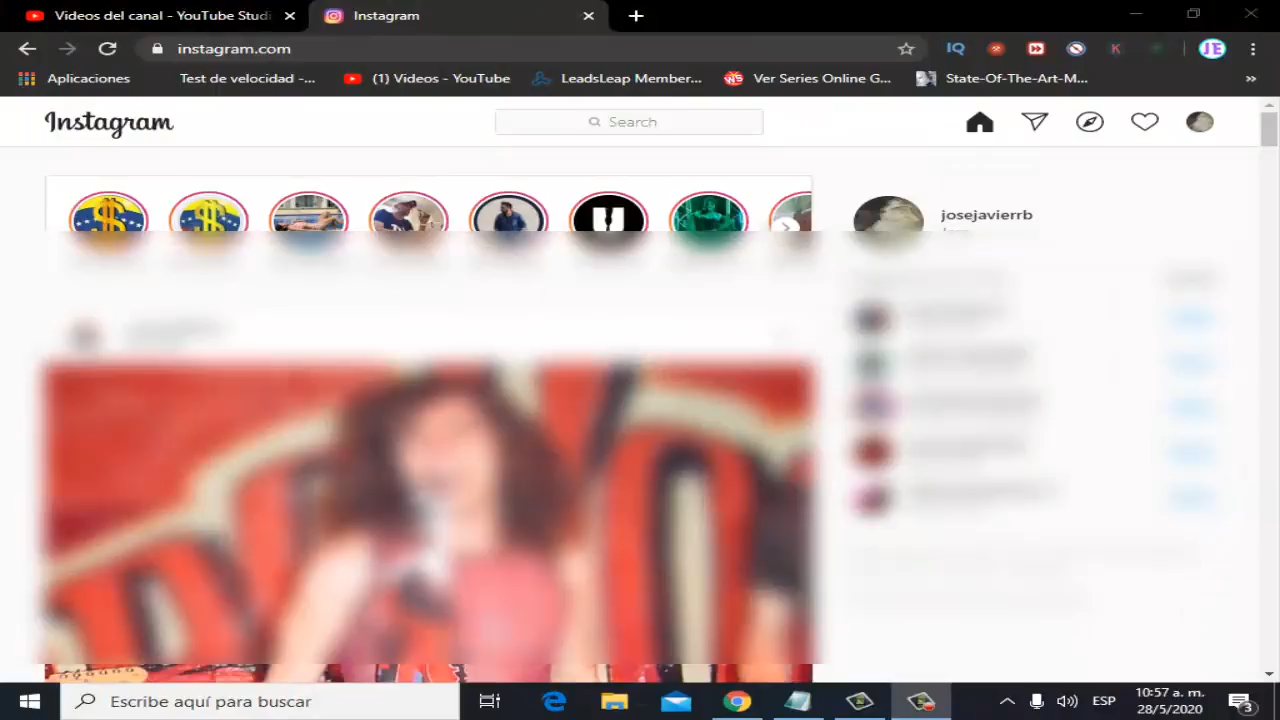 Videos del canal - YouTube Studi
Instagram
instagram.com
Aplicaciones
Test de velocidad -...
(1) Videos - YouTube
LeadsLeap Member...
Ver Series Online G...
State-Of-The-Art-M...
Instagram
Search
josejavierrb
Escribe aquí para buscar
ESP
10:57 a. m.
28/5/2020
3